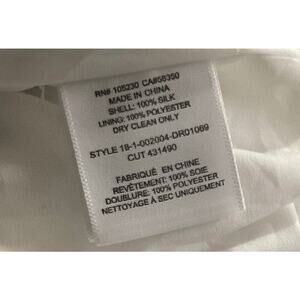 RN# 105230 CA#58350
MADE IN CHINA
SHELL: 100% SILK
LINING: 100% POLYESTER
DRY CLEAN ONLY
STYLE 18-1-002004-DR01069
CUT 431490
FABRIQUÉ EN CHINE
REVÊTEMENT: 100% SOIE
DOUBLURE: 100% POLYESTER
NETTOYAGE À SEC UNIQUEMENT